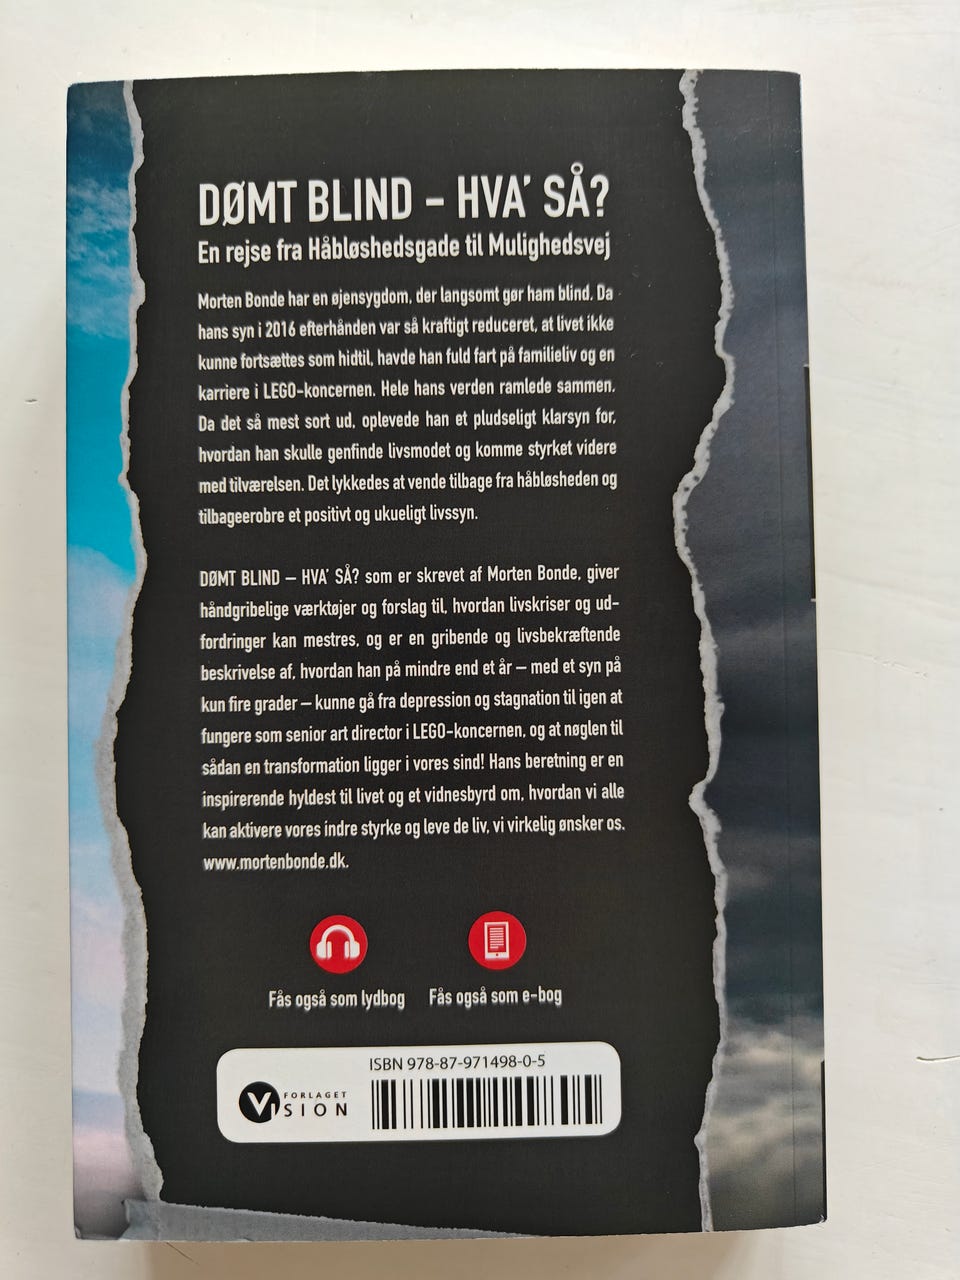 DØMT BLIND – HVA' SÅ?
En rejse fra Håbløshedsgade til Mulighedsvej
Morten Bonde har en øjensygdom, der langsomt gør ham blind. Da
hans syn i 2016 efterhånden var så kraftigt reduceret, at livet ikke
kunne fortsættes som hidtil, havde han fuld fart på familieliv og en
karriere i LEGO-koncernen. Hele hans verden ramlede sammen.
Da det så mest sort ud, oplevede han et pludseligt klarsyn for,
hvordan han skulle genfinde livsmodet og komme styrket videre
med tilværelsen. Det lykkedes at vende tilbage fra håbløsheden og
tilbageerobre et positivt og ukueligt livssyn.
DØMT BLIND – HVA' SÅ? som er skrevet af Morten Bonde, giver
håndgribelige værktøjer og forslag til, hvordan livskriser og ud-
fordringer kan mestres, og er en gribende og livsbekræftende
beskrivelse af, hvordan han på mindre end et år – med et syn på
kun fire grader – kunne gå fra depression og stagnation til igen at
fungere som senior art director i LEGO-koncernen, og at nøglen til
sådan en transformation ligger i vores sind! Hans beretning er en
inspirerende hyldest til livet og et vidnesbyrd om, hvordan vi alle
kan aktivere vores indre styrke og leve de liv, vi virkelig ønsker os.
www.mortenbonde.dk.
Fås også som lydbog
Fås også som e-bog
ISBN 978-87-971498-0-5
FORLAGET
VISION